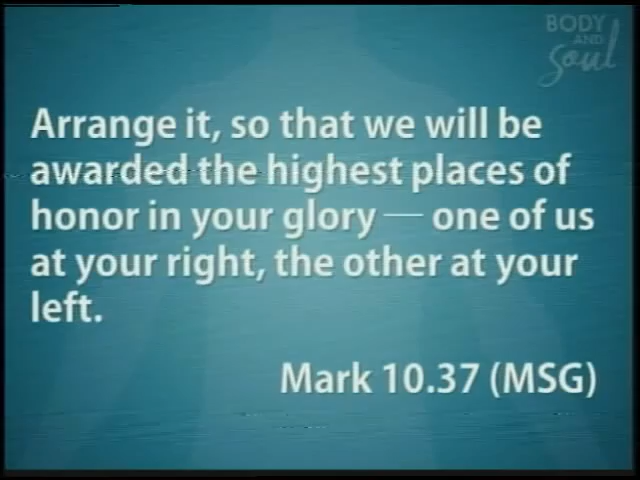 BODY
AND
Soul
Arrange it, so that we will be
awarded the highest places of
honor in your glory — one of us
at your right, the other at your
left.
Mark 10.37 (MSG)